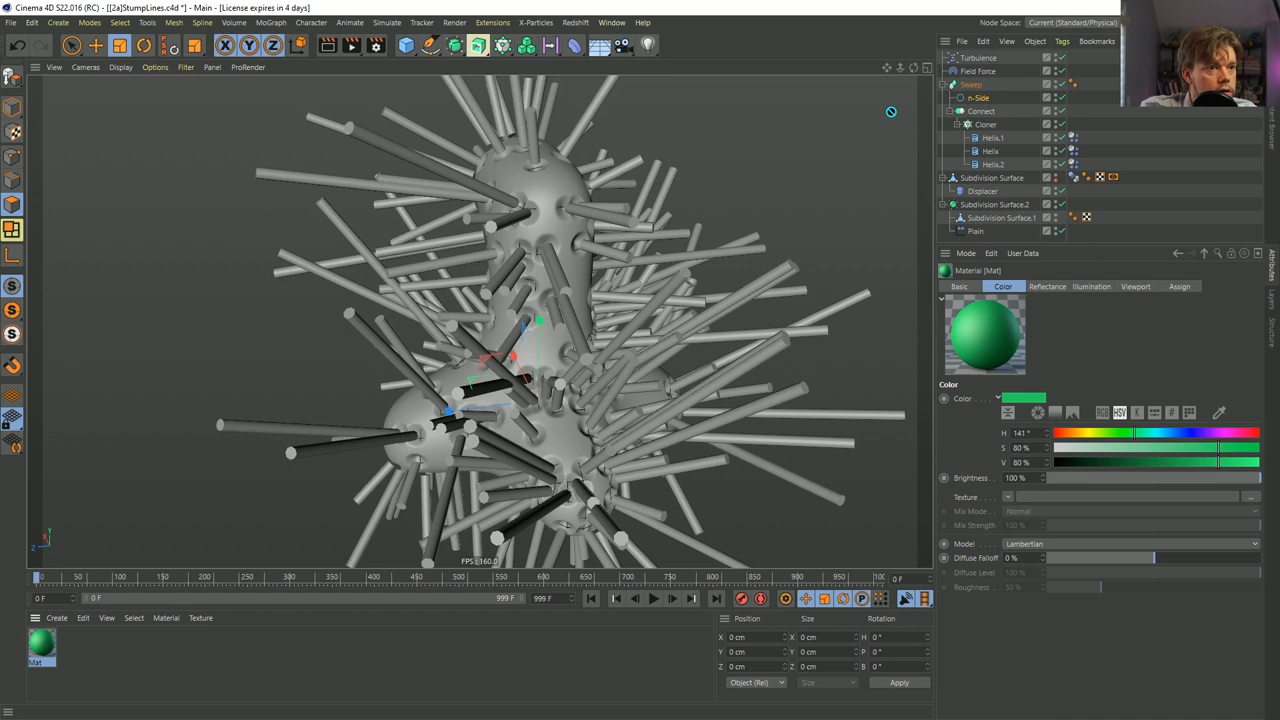 Cinema 4D S22.016 (RC) - [[2a]StumpLines.c4d *] - Main - [License expires in 4 days]
File Edit Create Modes Select Tools Mesh Spline Volume MoGraph Character Animate Simulate Tracker Render Extensions X-Particles Redshift Window Help
Node Space: Current (Standard/Physical)
X Y Z
View Cameras Display Options Filter Panel ProRender
File Edit View Object Tags Bookmarks
Turbulence
Field Force
Sweep
n-Side
Connect
Cloner
Helix.1
Helix
Helix.2
Subdivision Surface
Displacer
Subdivision Surface.2
Subdivision Surface.1
Plain
Mode Edit User Data
Material [Mat]
Basic Color Reflectance Illumination Viewport Assign
Color
Color
RGB HSV K #
H 141 °
S 80 %
V 80 %
Brightness 100 %
Texture
Mix Mode Normal
Mix Strength 100 %
Model Lambertian
Diffuse Falloff 0 %
Diffuse Level 100 %
Roughness 50 %
Attributes
Layers
Structure
FPS : 160.0
0 50 100 150 200 250 300 350 400 450 500 550 600 650 700 750 800 850 900 950 100 0 F
0 F 0 F 999 F 999 F
Create Edit View Select Material Texture
Mat
Position Size Rotation
X 0 cm X 0 cm H 0 °
Y 0 cm Y 0 cm P 0 °
Z 0 cm Z 0 cm B 0 °
Object (Rel) Size Apply